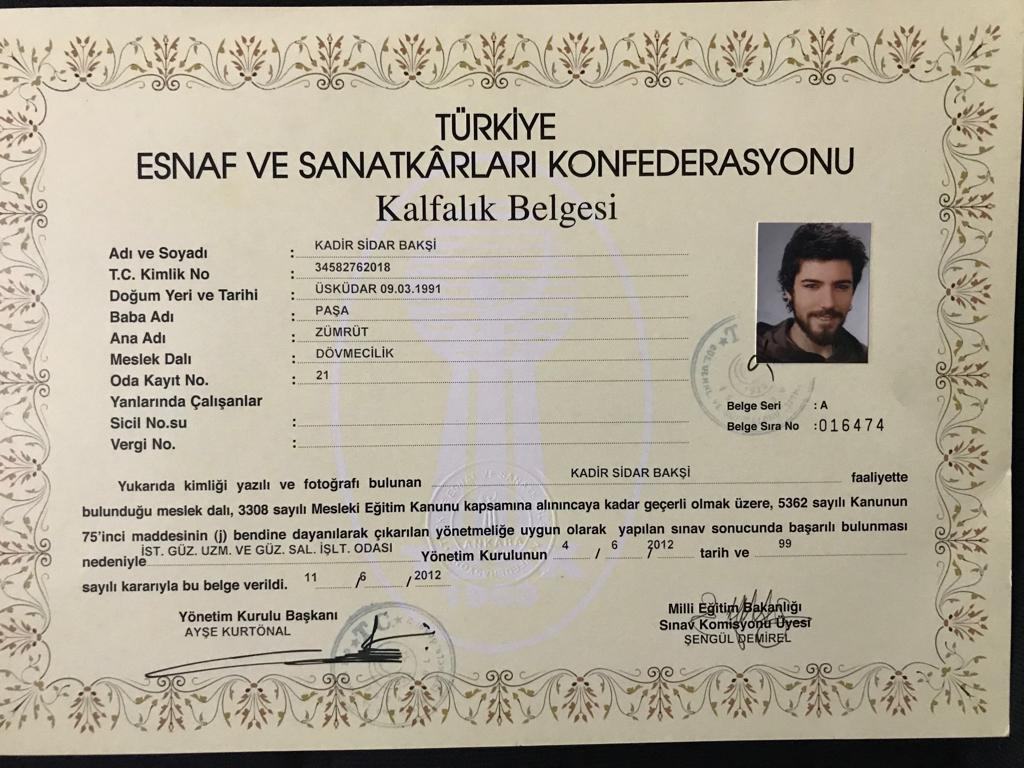 TÜRKİYE
ESNAF VE SANATKÂRLARI KONFEDERASYONU
Kalfalık Belgesi
Adı ve Soyadı : KADİR SİDAR BAKŞİ
T.C. Kimlik No : 34582762018
Doğum Yeri ve Tarihi : ÜSKÜDAR 09.03.1991
Baba Adı : PAŞA
Ana Adı : ZÜMRÜT
Meslek Dalı : DÖVMECİLİK
Oda Kayıt No. : 21
Yanlarında Çalışanlar
Sicil No.su :
Vergi No. :
Belge Seri : A
Belge Sıra No : 016474
Yukarıda kimliği yazılı ve fotoğrafı bulunan KADİR SİDAR BAKŞİ faaliyette
bulunduğu meslek dalı, 3308 sayılı Mesleki Eğitim Kanunu kapsamına alınıncaya kadar geçerli olmak üzere, 5362 sayılı Kanunun
75'inci maddesinin (j) bendine dayanılarak çıkarılan yönetmeliğe uygun olarak yapılan sınav sonucunda başarılı bulunması
nedeniyle İST. GÜZ. UZM. VE GÜZ. SAL. İŞLT. ODASI Yönetim Kurulunun 4 / 6 / 2012 tarih ve 99
sayılı kararıyla bu belge verildi. 11 / 6 / 2012
Yönetim Kurulu Başkanı
AYŞE KURTÖNAL
Milli Eğitim Bakanlığı
Sınav Komisyonu Üyesi
ŞENGÜL DEMİREL
T.C.
ANKARA